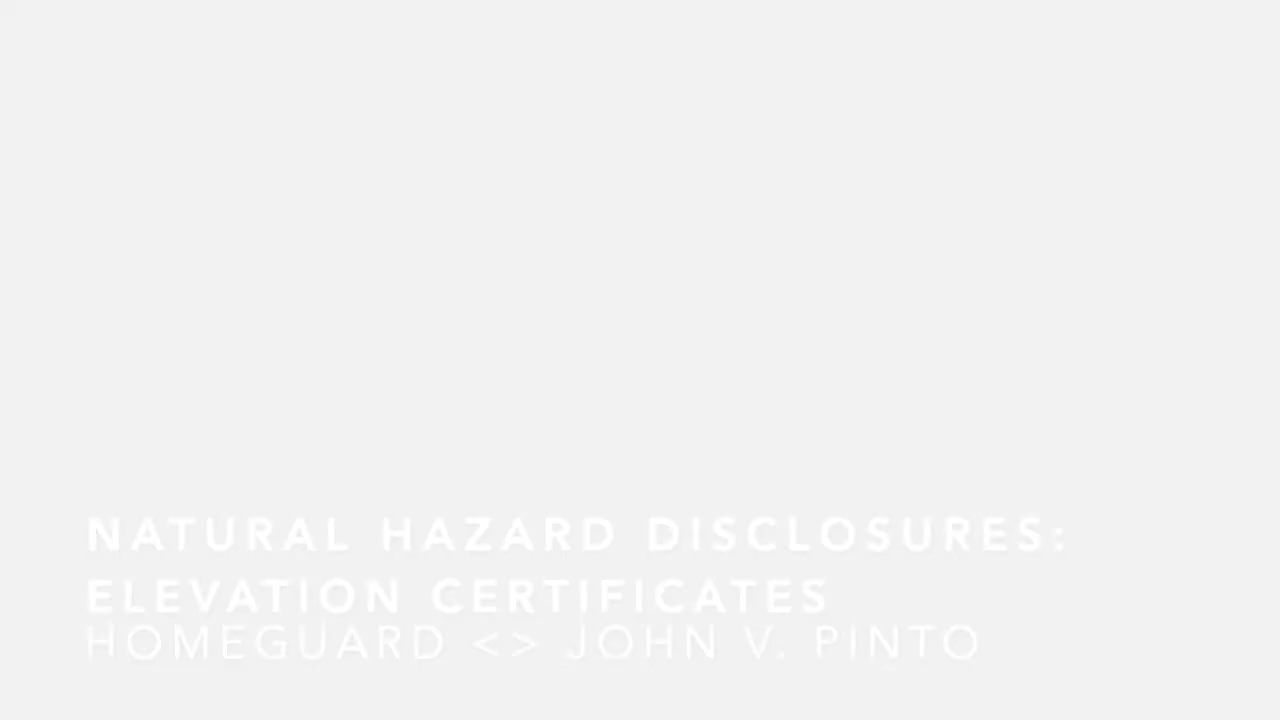 NATURAL HAZARD DISCLOSURES:
ELEVATION CERTIFICATES
HOMEGUARD <> JOHN V. PINTO